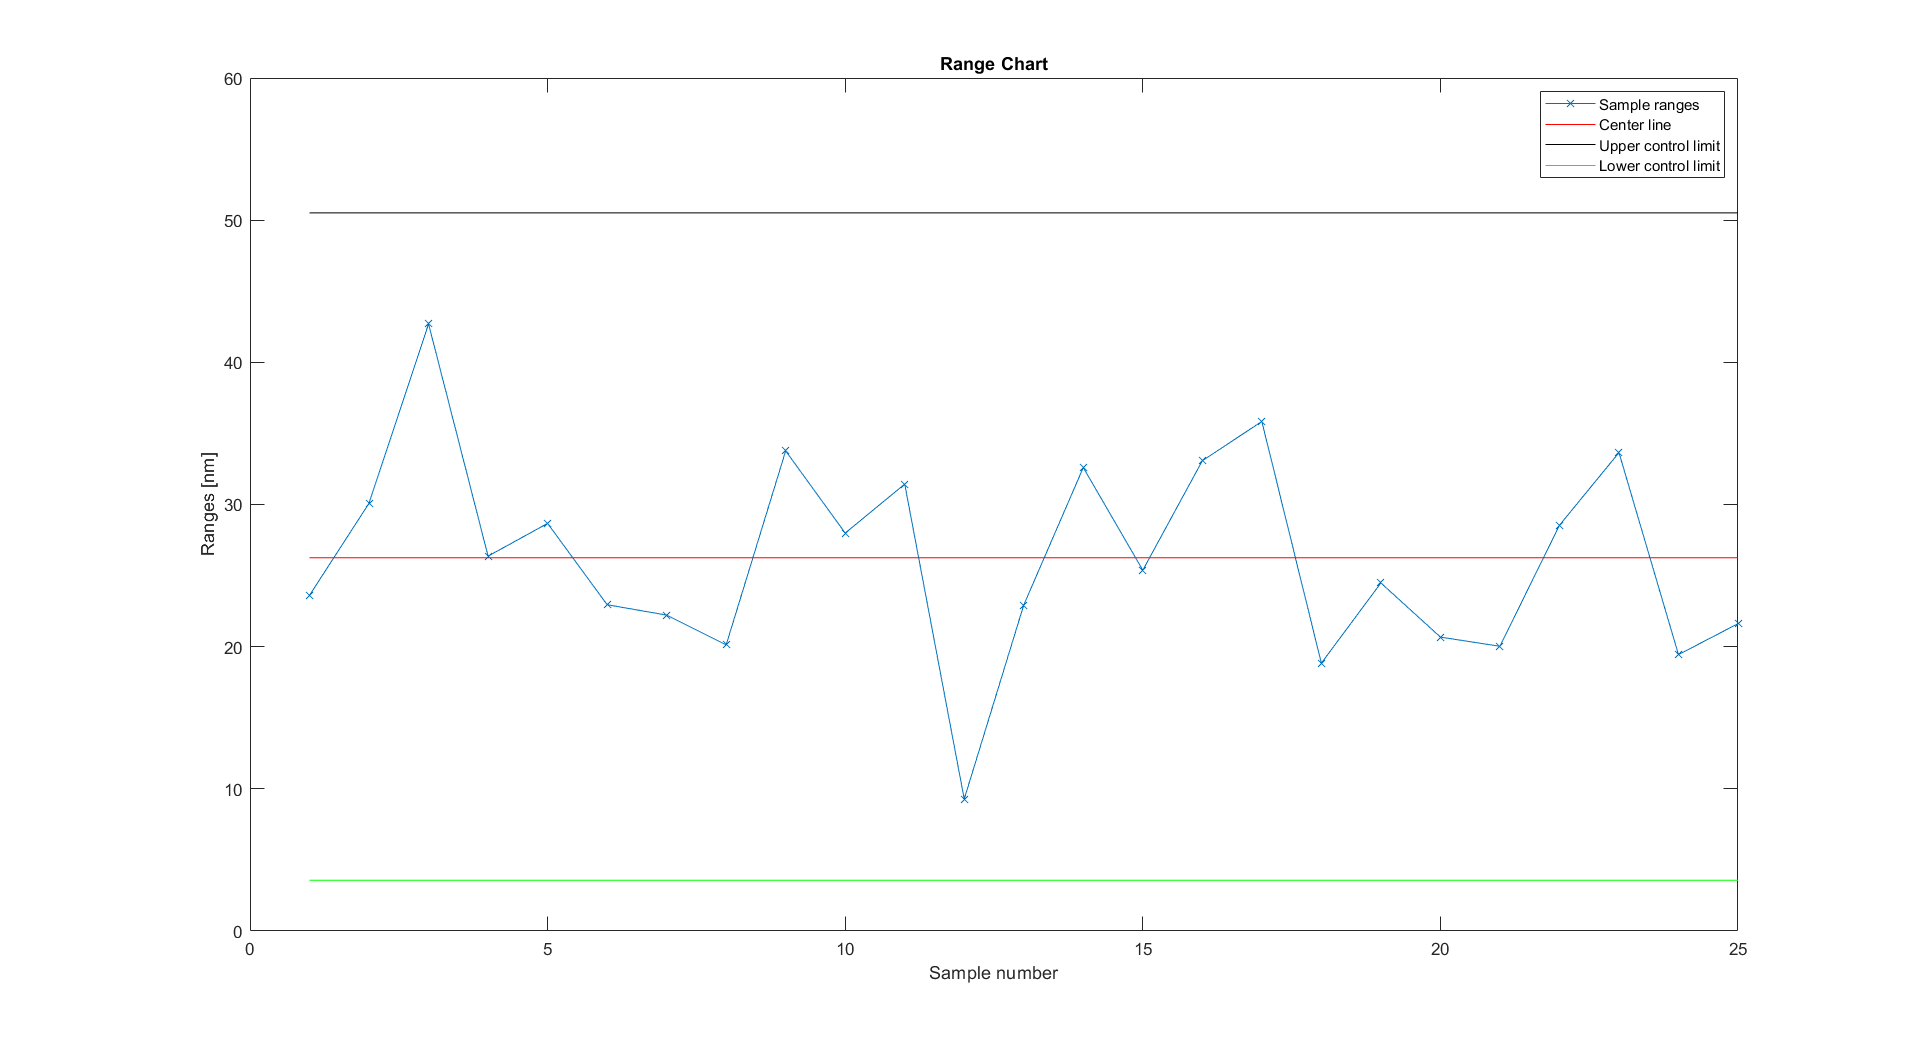 Range Chart
Sample ranges
Center line
Upper control limit
Lower control limit
60
50
40
30
20
10
0
Ranges [nm]
0 5 10 15 20 25
Sample number